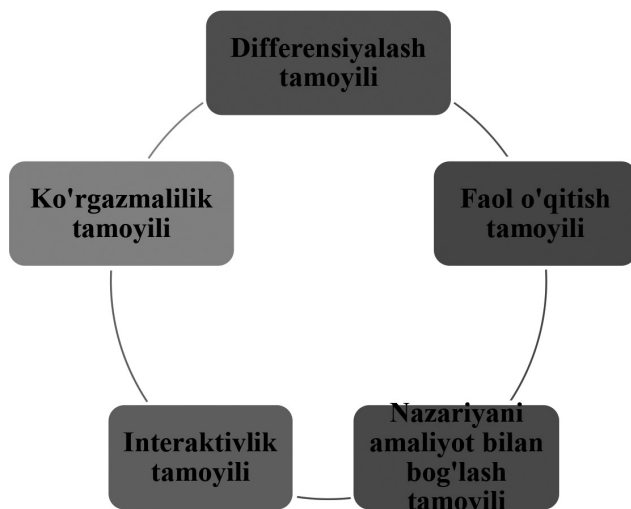 Differensiyalash
tamoyili
Faol o'qitish
tamoyili
Nazariyani
amaliyot bilan
bog'lash
tamoyili
Interaktivlik
tamoyili
Ko'rgazmalilik
tamoyili